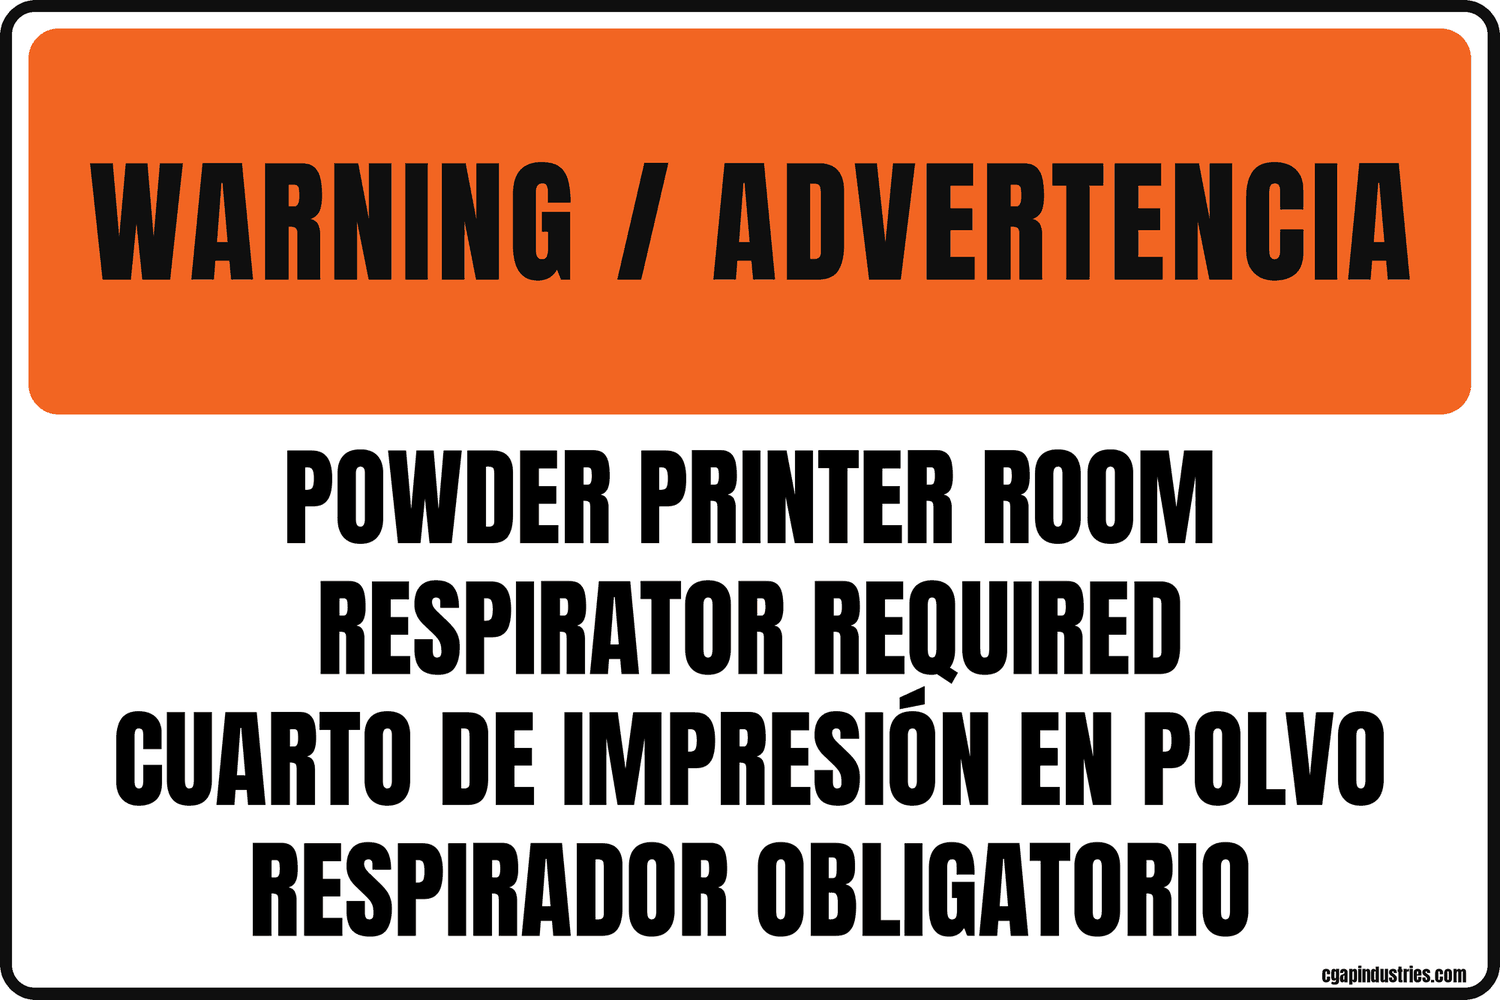 WARNING / ADVERTENCIA
POWDER PRINTER ROOM
RESPIRATOR REQUIRED
CUARTO DE IMPRESIÓN EN POLVO
RESPIRADOR OBLIGATORIO
cgapindustries.com